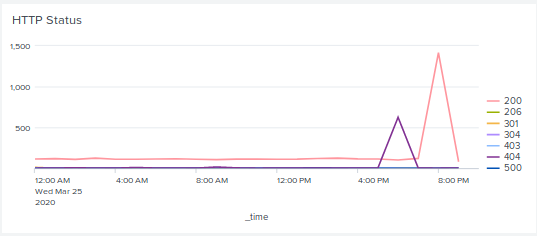 HTTP Status
1,500
1,000
500
12:00 AM
Wed Mar 25
2020
4:00 AM
8:00 AM
12:00 PM
4:00 PM
8:00 PM
_time
200
206
301
304
403
404
500